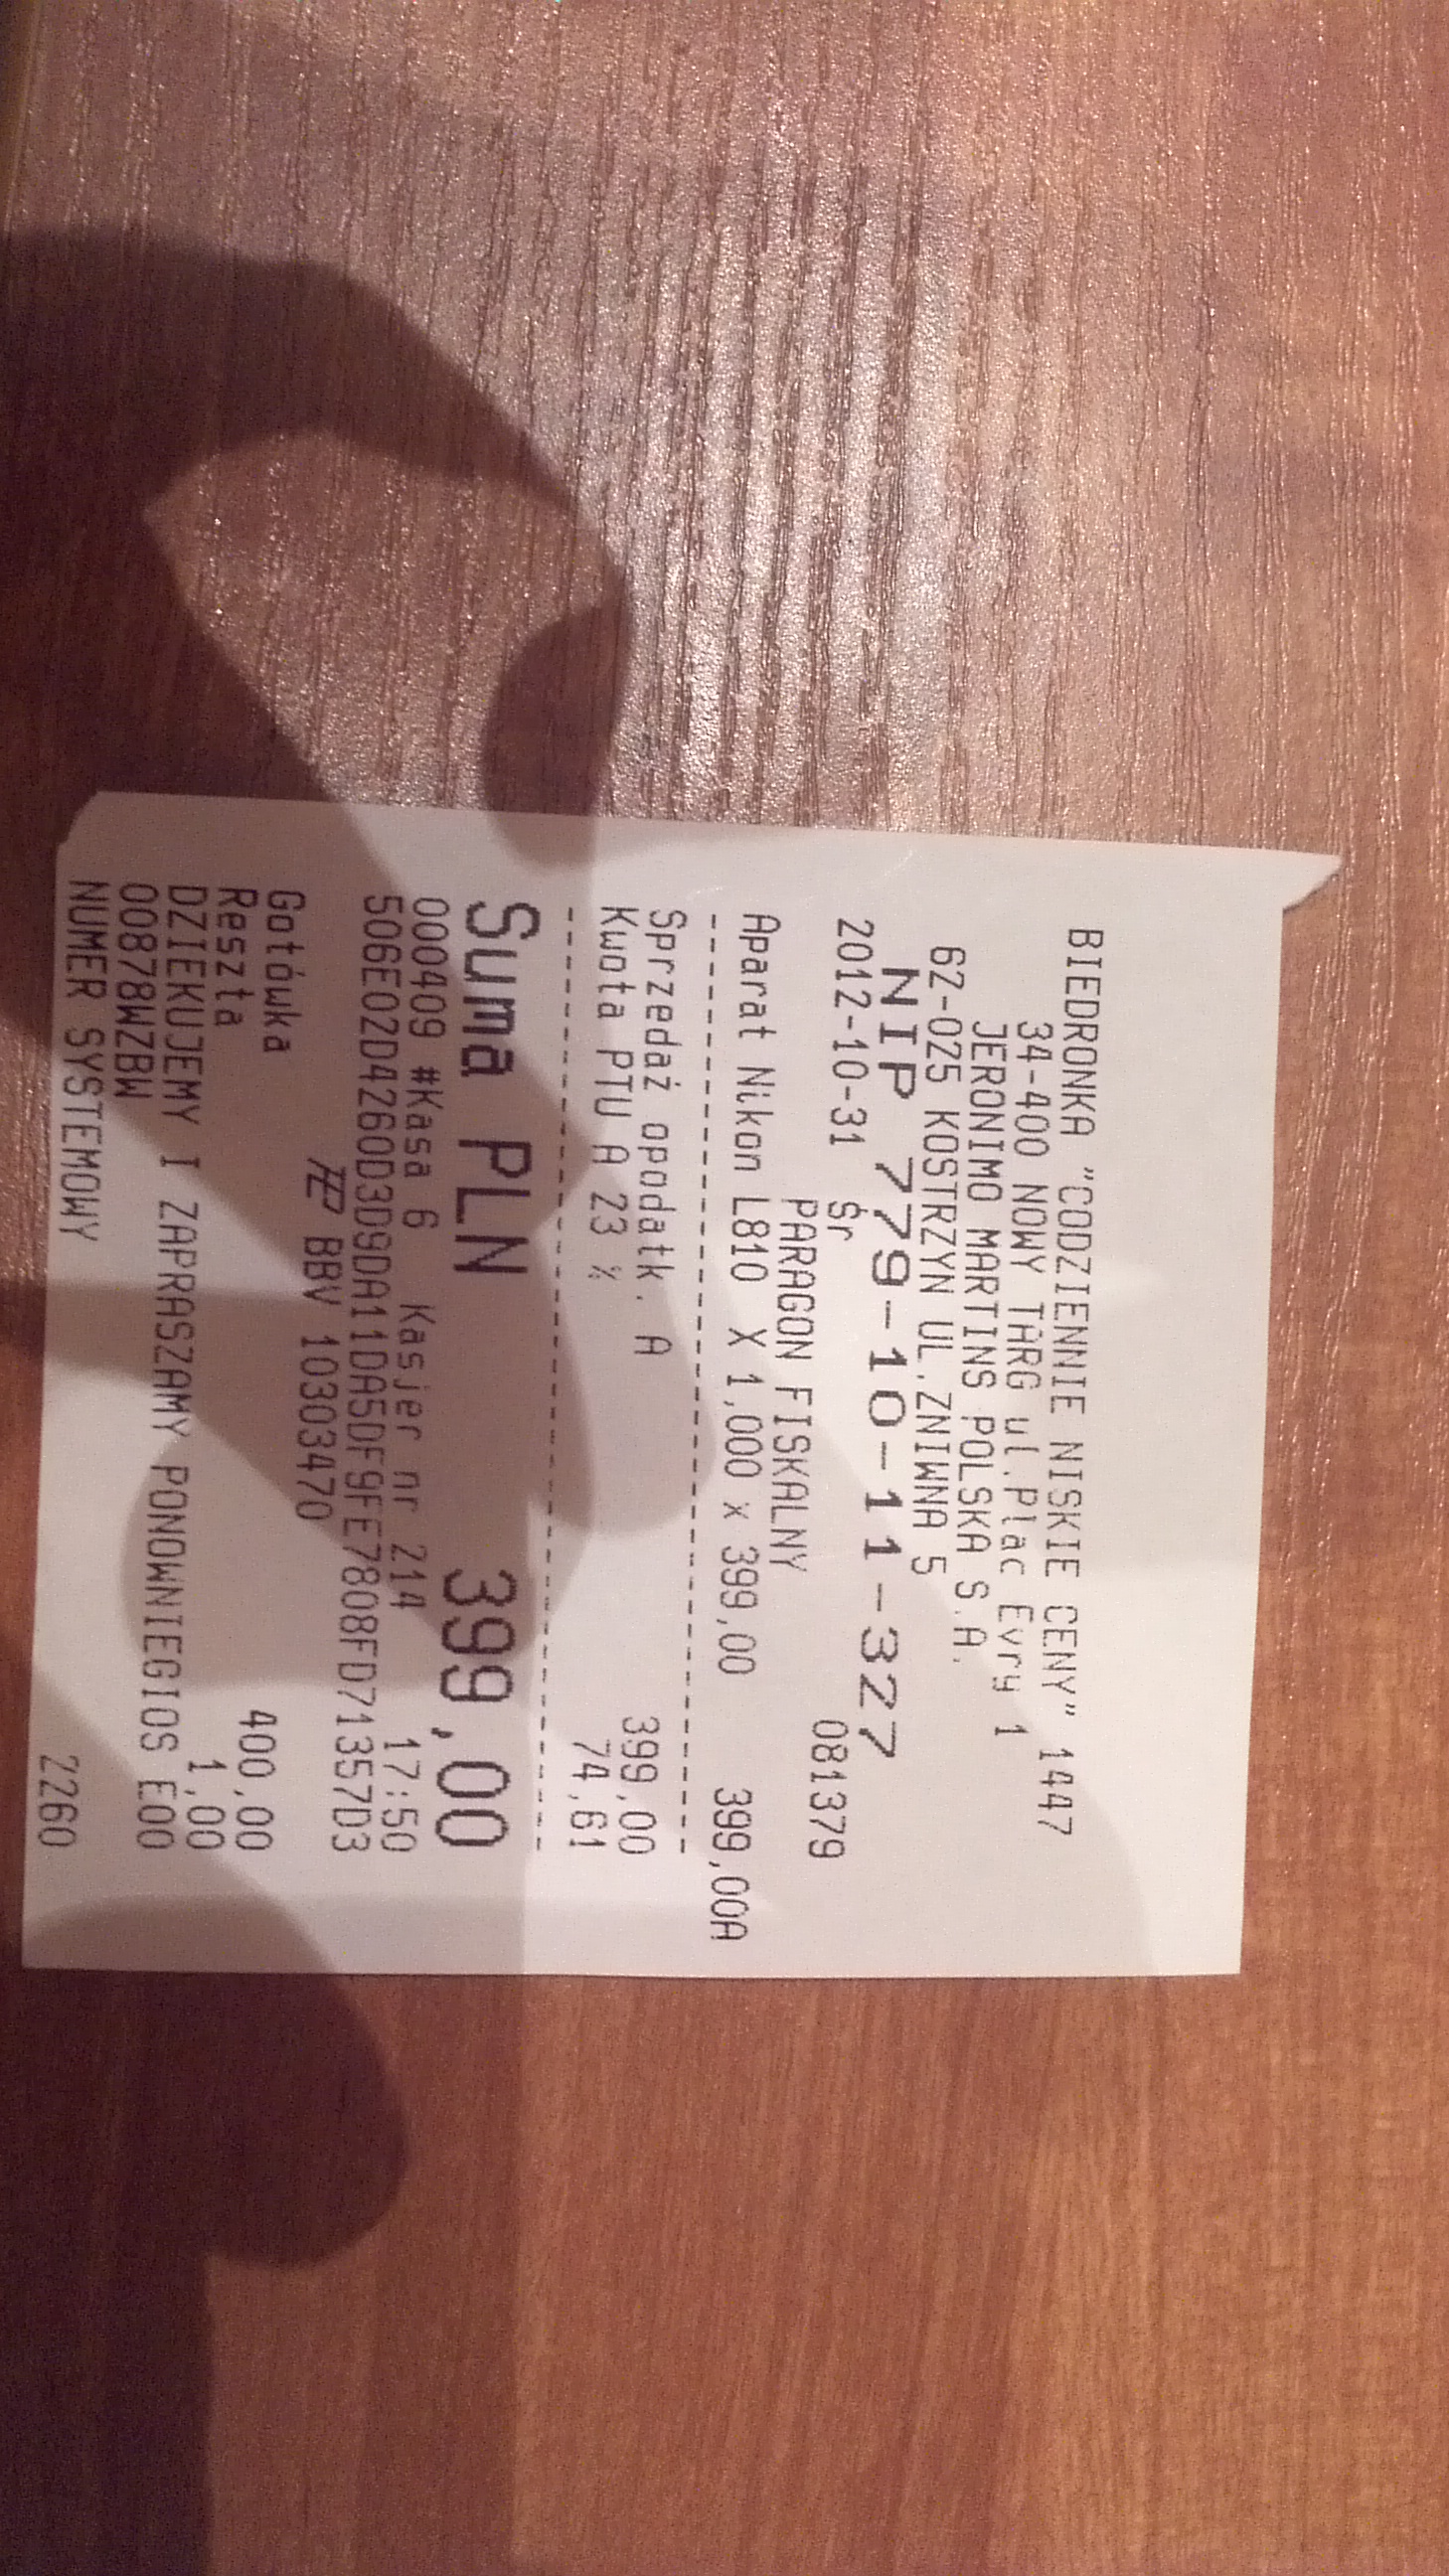 BIEDRONKA "CODZIENNIE NISKIE CENY" 1447
34-400 NOWY TARG ul.Plac Evry 1
JERONIMO MARTINS POLSKA S.A.
62-025 KOSTRZYN UL.ZNIWNA 5
NIP 779-10-11-327
2012-10-31 Śr 081379
PARAGON FISKALNY
Aparat Nikon L810 X 1,000 x 399,00 399,00A
Sprzedaż opodatk. A 399,00
Kwota PTU A 23 % 74,61
Suma PLN 399,00
000409 #Kasa 6 Kasjer nr 214 17:50
506E02D4260D3D9DA11DA5DF9FE7808FD71357D3
BBV 10303470
Gotówka 400,00
Reszta 1,00
DZIEKUJEMY I ZAPRASZAMY PONOWNIEGIOS E00
00878WZBW
NUMER SYSTEMOWY 2260